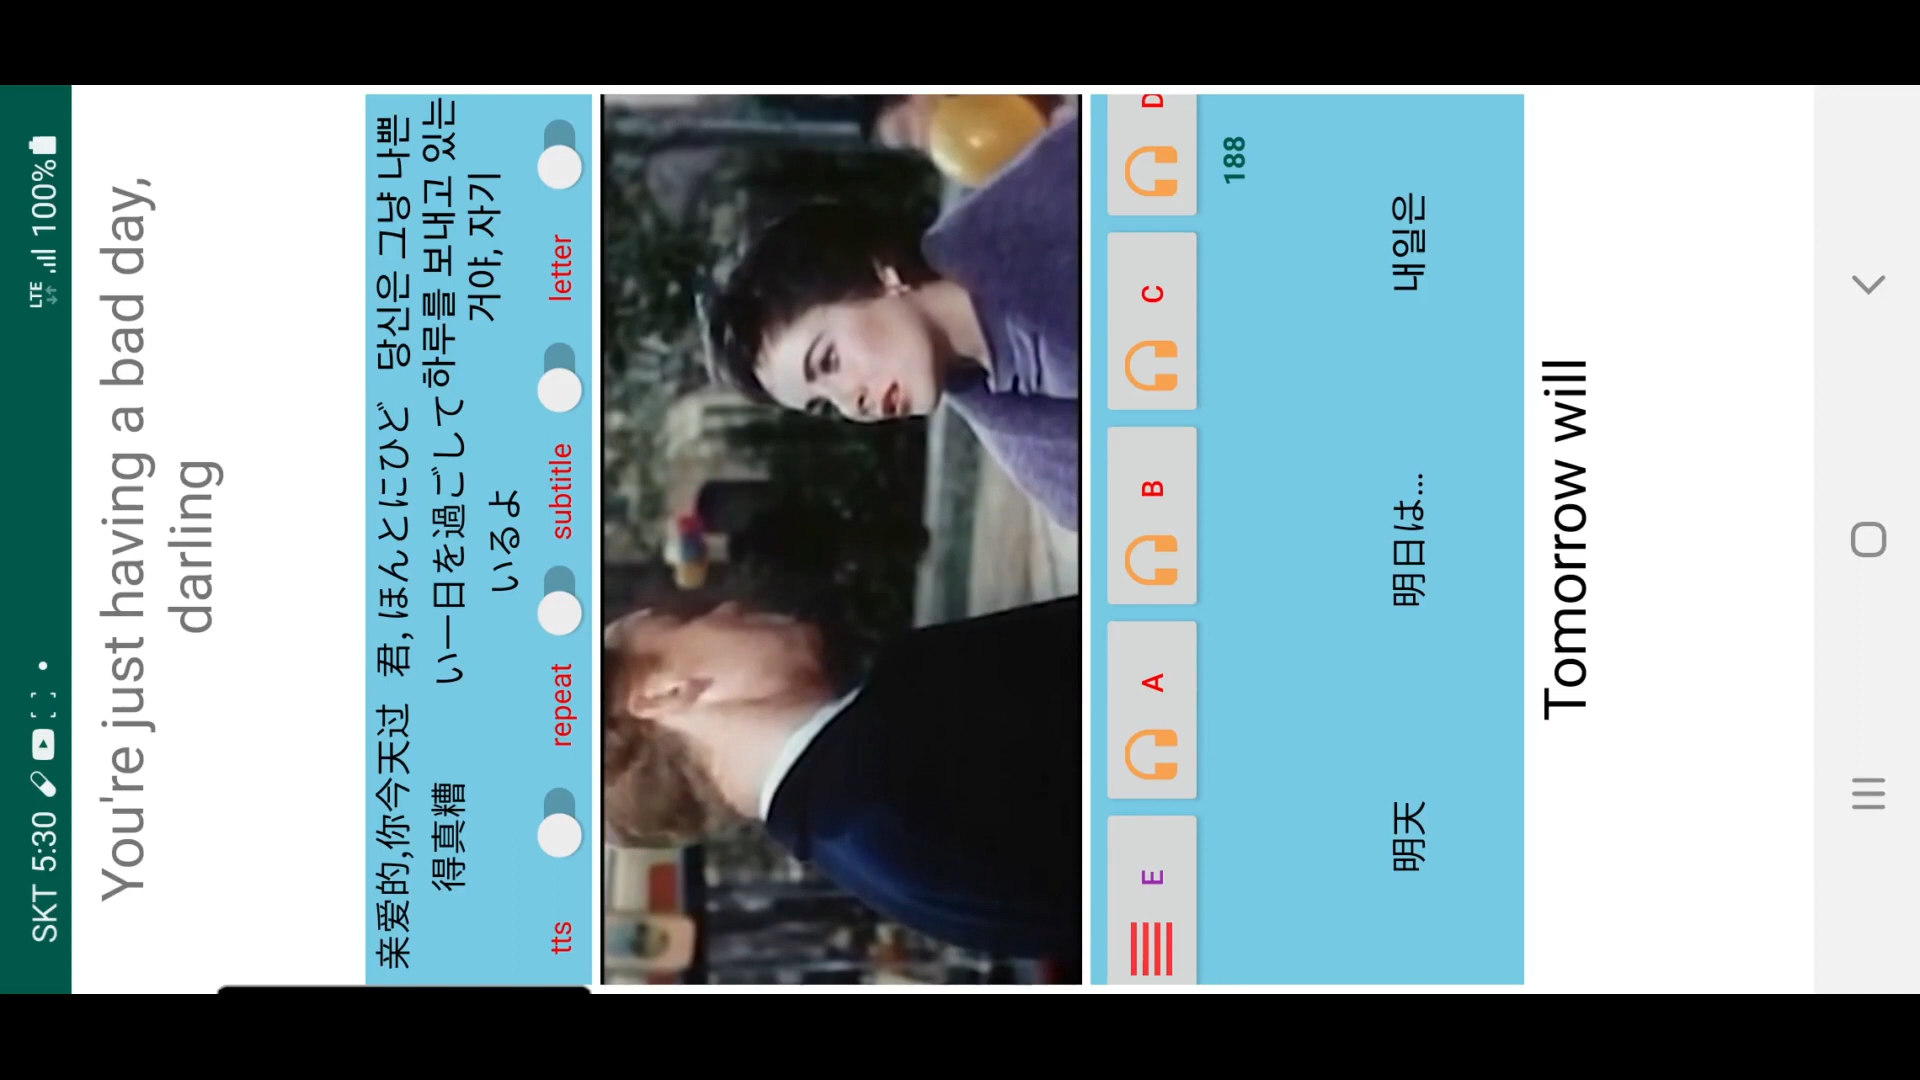 SKT 5:30
LTE 100%
You're just having a bad day,
darling
亲爱的,你今天过
得真糟
君, ほんとにひど
い一日を過ごして
いるよ
당신은 그냥 나쁜
하루를 보내고 있는
거야, 자기
tts
repeat
subtitle
letter
E
A
B
C
D
188
明天
明日は...
내일은
Tomorrow will